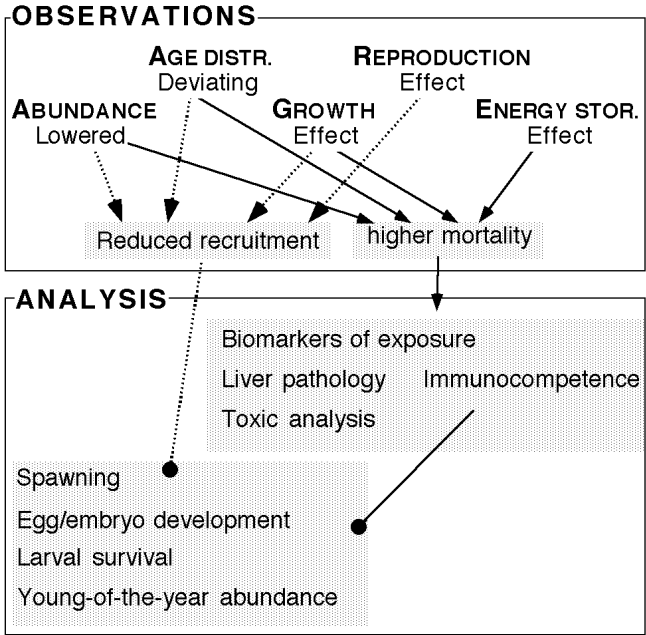 OBSERVATIONS
AGE DISTR.
Deviating
REPRODUCTION
Effect
ABUNDANCE
Lowered
GROWTH
Effect
ENERGY STOR.
Effect
Reduced recruitment
higher mortality
ANALYSIS
Biomarkers of exposure
Liver pathology Immunocompetence
Toxic analysis
Spawning
Egg/embryo development
Larval survival
Young-of-the-year abundance